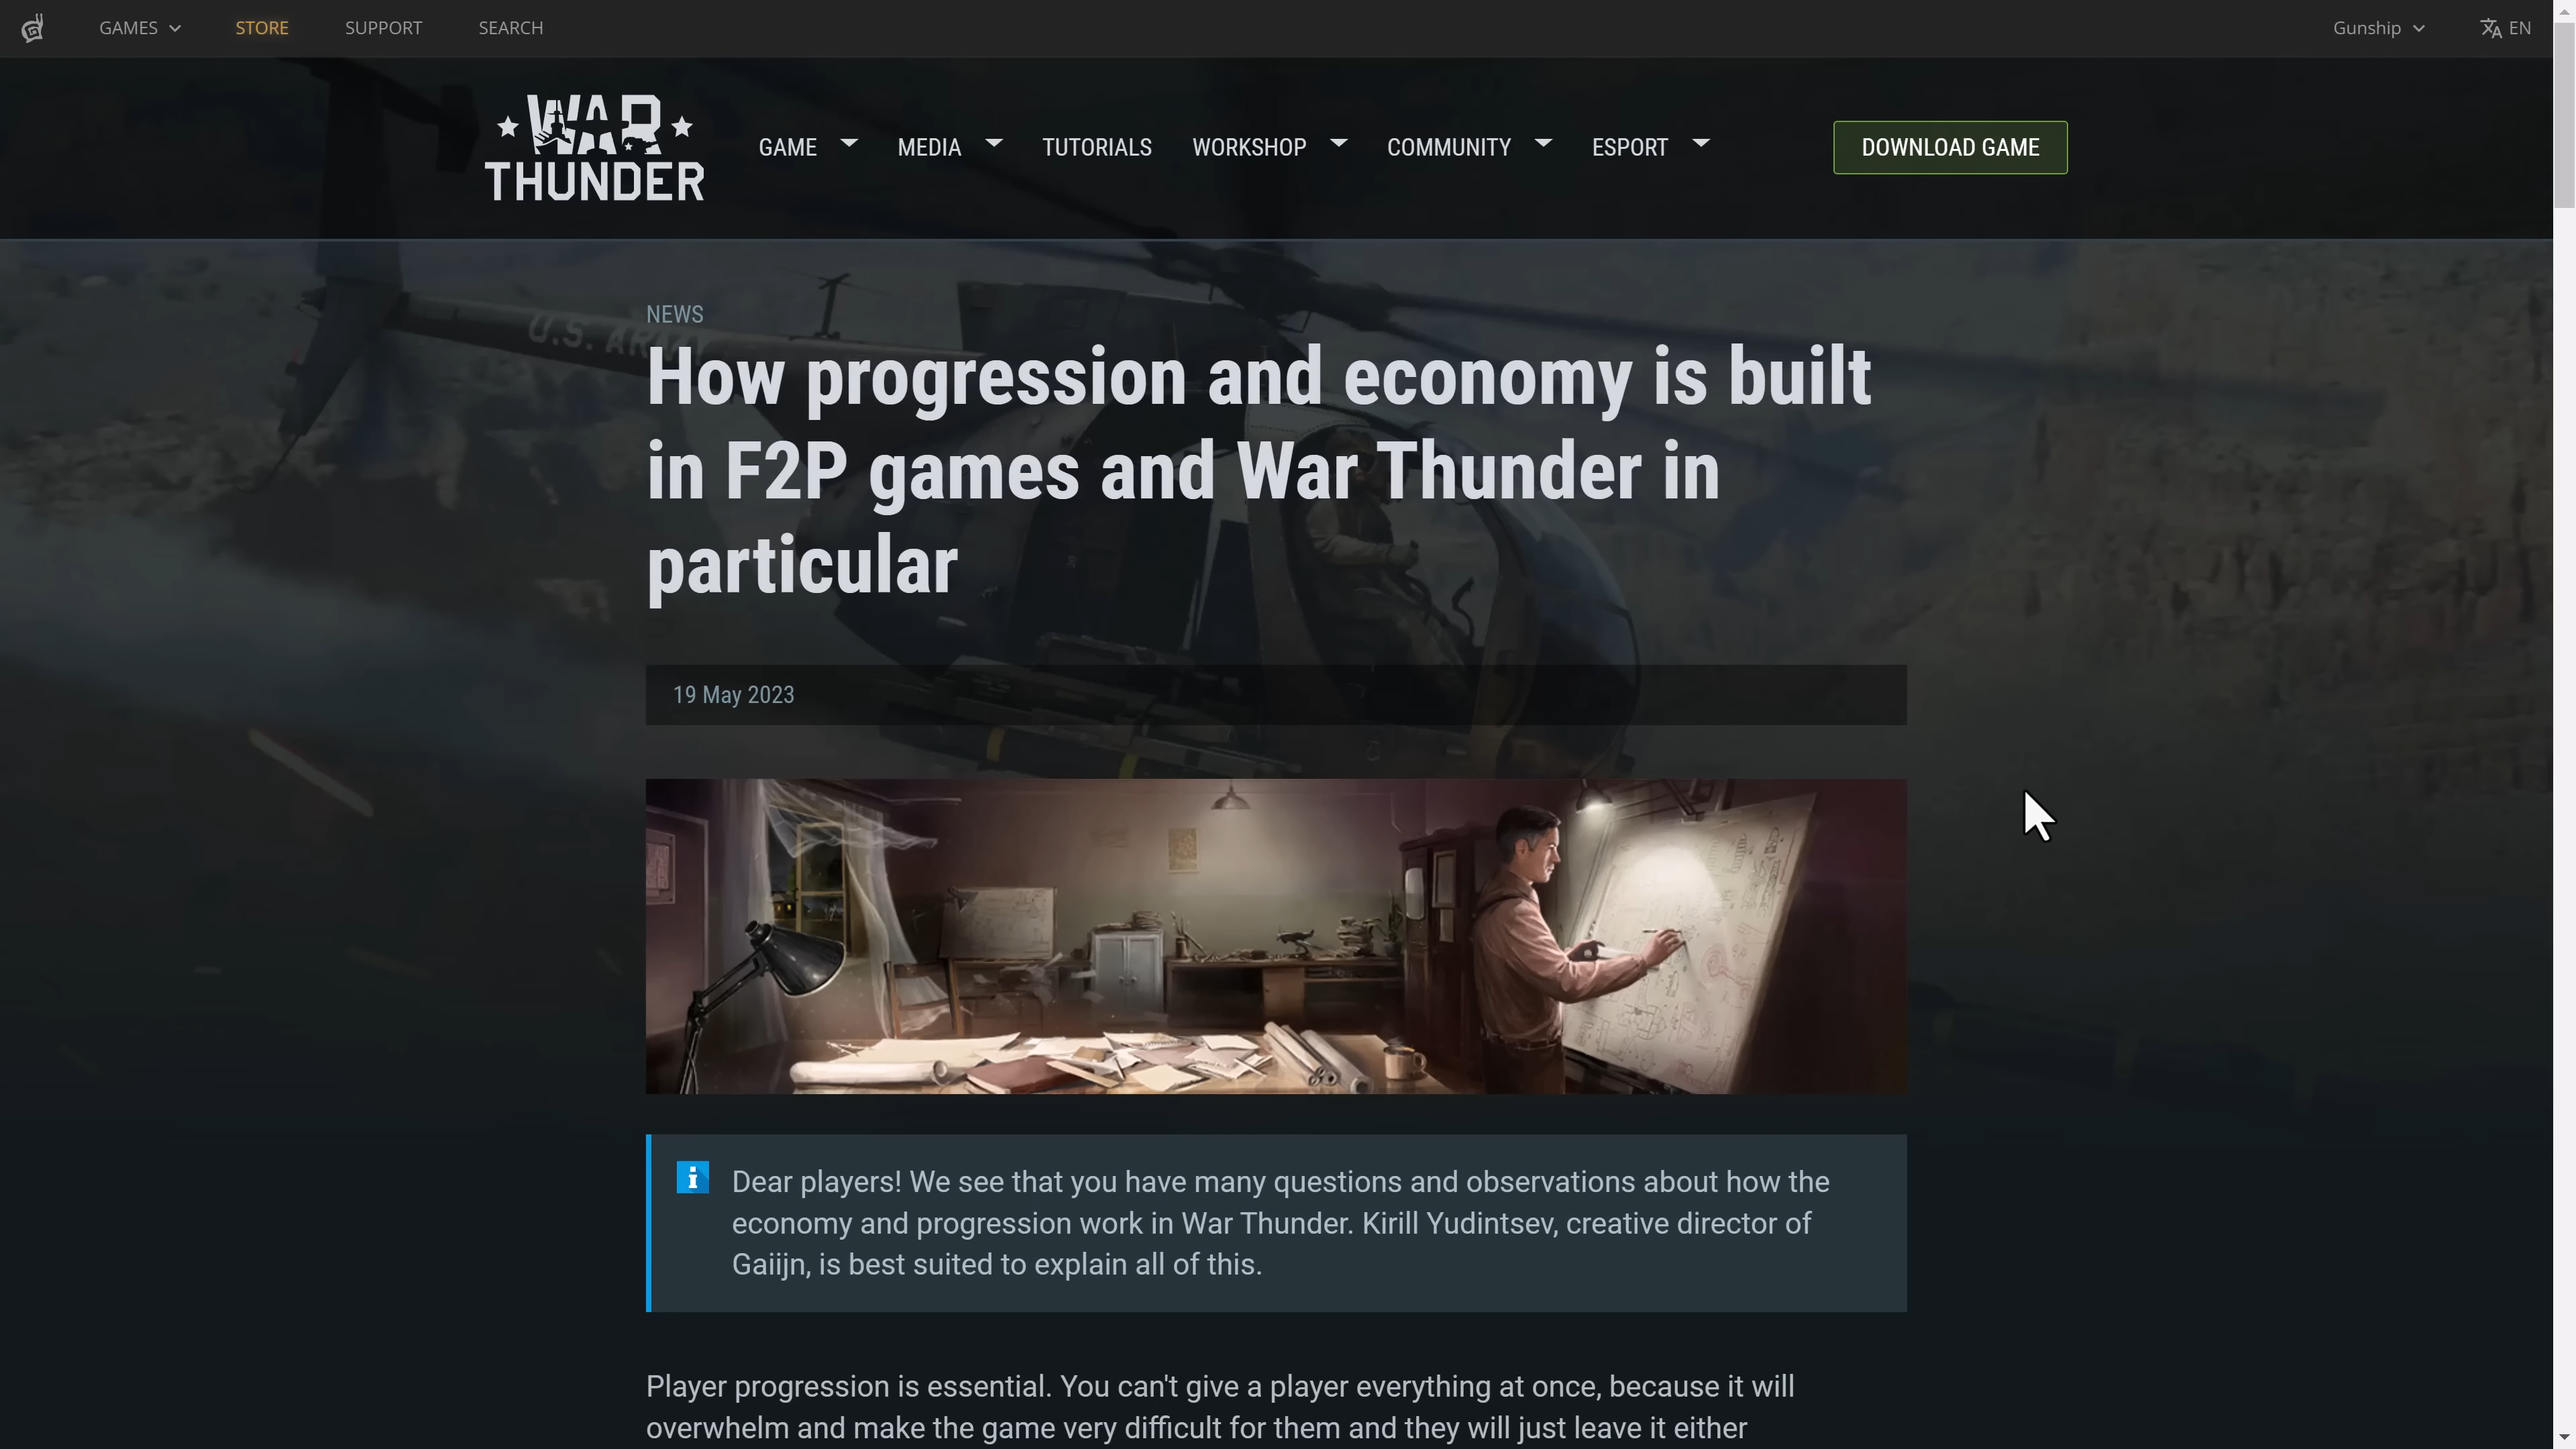 GAMES STORE SUPPORT SEARCH Gunship EN
WAR
THUNDER
GAME MEDIA TUTORIALS WORKSHOP COMMUNITY ESPORT DOWNLOAD GAME
NEWS
U.S. ARMY
How progression and economy is built
in F2P games and War Thunder in
particular
19 May 2023
Dear players! We see that you have many questions and observations about how the
economy and progression work in War Thunder. Kirill Yudintsev, creative director of
Gaiijn, is best suited to explain all of this.
Player progression is essential. You can't give a player everything at once, because it will
overwhelm and make the game very difficult for them and they will just leave it either